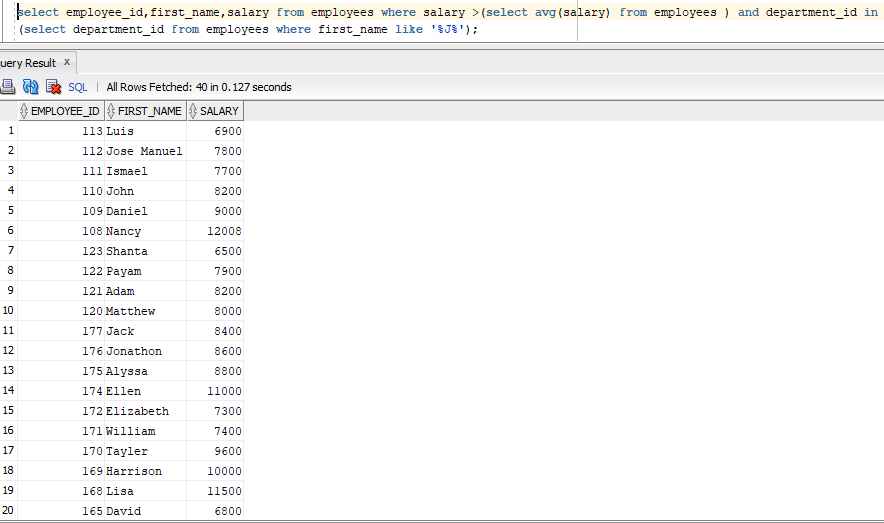 select employee_id,first_name,salary from employees where salary >(select avg(salary) from employees ) and department_id in
(select department_id from employees where first_name like '%J%');
uery Result x
SQL | All Rows Fetched: 40 in 0.127 seconds
EMPLOYEE_ID FIRST_NAME SALARY
1 113 Luis 6900
2 112 Jose Manuel 7800
3 111 Ismael 7700
4 110 John 8200
5 109 Daniel 9000
6 108 Nancy 12008
7 123 Shanta 6500
8 122 Payam 7900
9 121 Adam 8200
10 120 Matthew 8000
11 177 Jack 8400
12 176 Jonathon 8600
13 175 Alyssa 8800
14 174 Ellen 11000
15 172 Elizabeth 7300
16 171 William 7400
17 170 Tayler 9600
18 169 Harrison 10000
19 168 Lisa 11500
20 165 David 6800